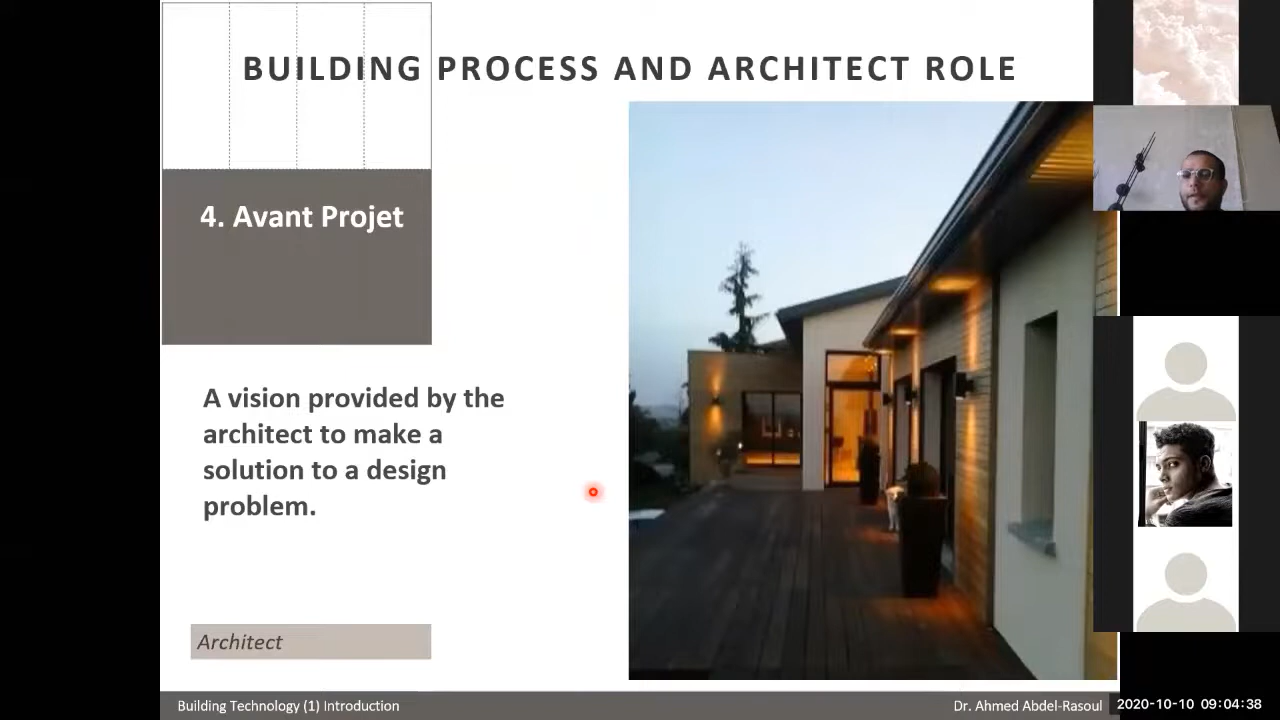 BUILDING PROCESS AND ARCHITECT ROLE
4. Avant Projet
A vision provided by the
architect to make a
solution to a design
problem.
Architect
Building Technology (1) Introduction
Dr. Ahmed Abdel-Rasoul
2020-10-10 09:04:38